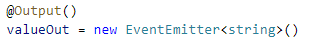 @Output()
valueOut = new EventEmitter<string>()